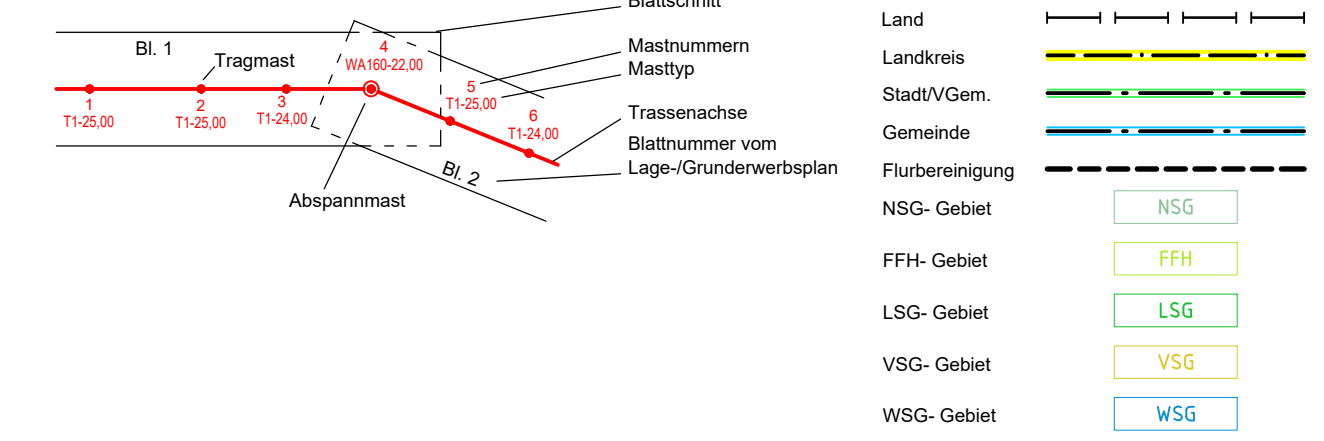 Blattschnitt
Bl. 1
Tragmast
4
WA160-22,00
Mastnummern
Masttyp
1
T1-25,00
2
T1-25,00
3
T1-24,00
5
T1-25,00
6
T1-24,00
Trassenachse
Blattnummer vom
Lage-/Grunderwerbsplan
Bl. 2
Abspannmast
Land
Landkreis
Stadt/VGem.
Gemeinde
Flurbereinigung
NSG- Gebiet
NSG
FFH- Gebiet
FFH
LSG- Gebiet
LSG
VSG- Gebiet
VSG
WSG- Gebiet
WSG